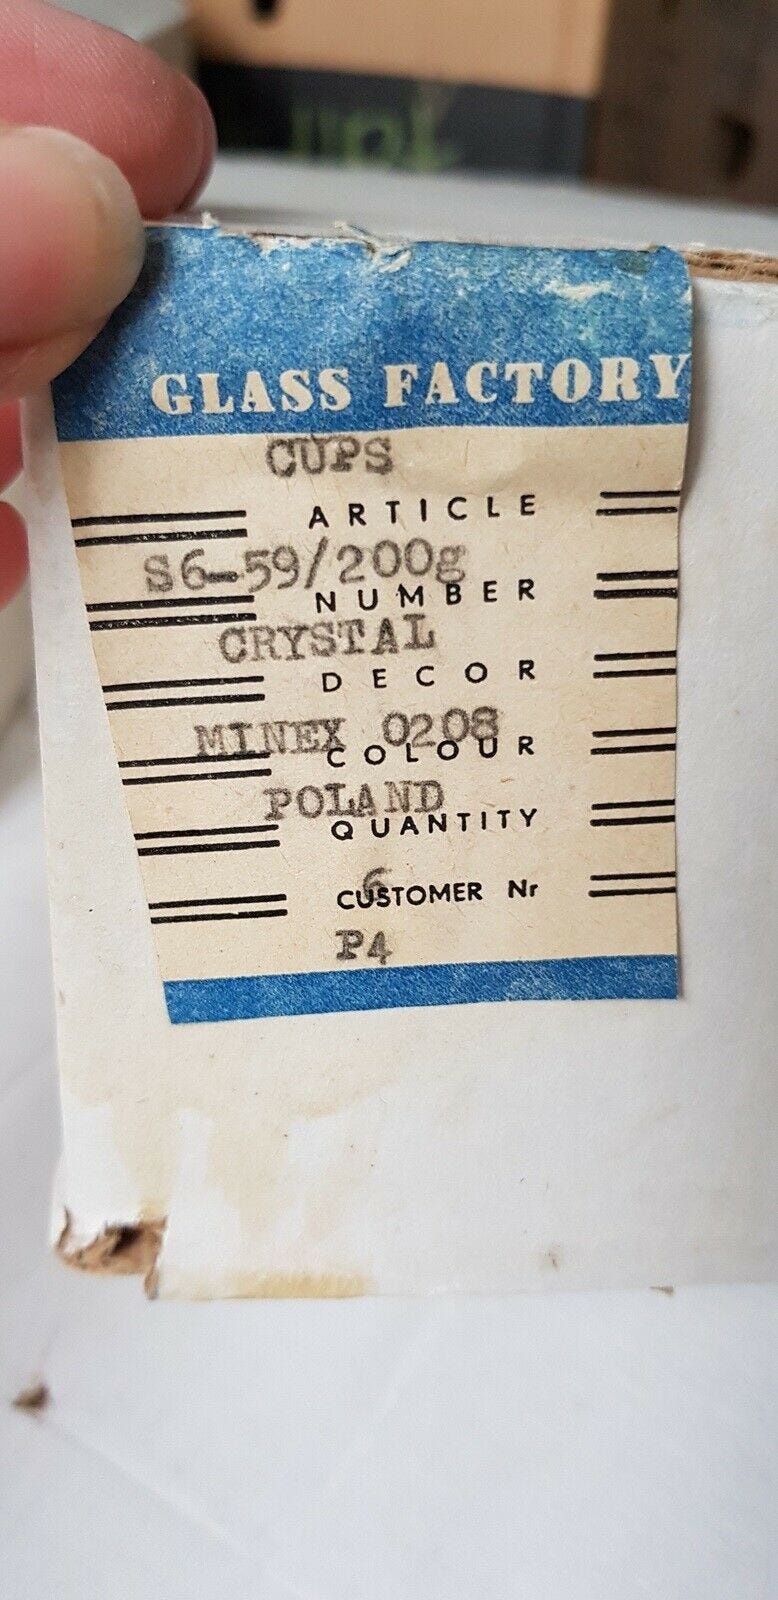 GLASS FACTORY
CUPS
ARTICLE
S6-59/200g
NUMBER
CRYSTAL
DECOR
MINEX 0208
COLOUR
POLAND
QUANTITY
6
CUSTOMER Nr
P4